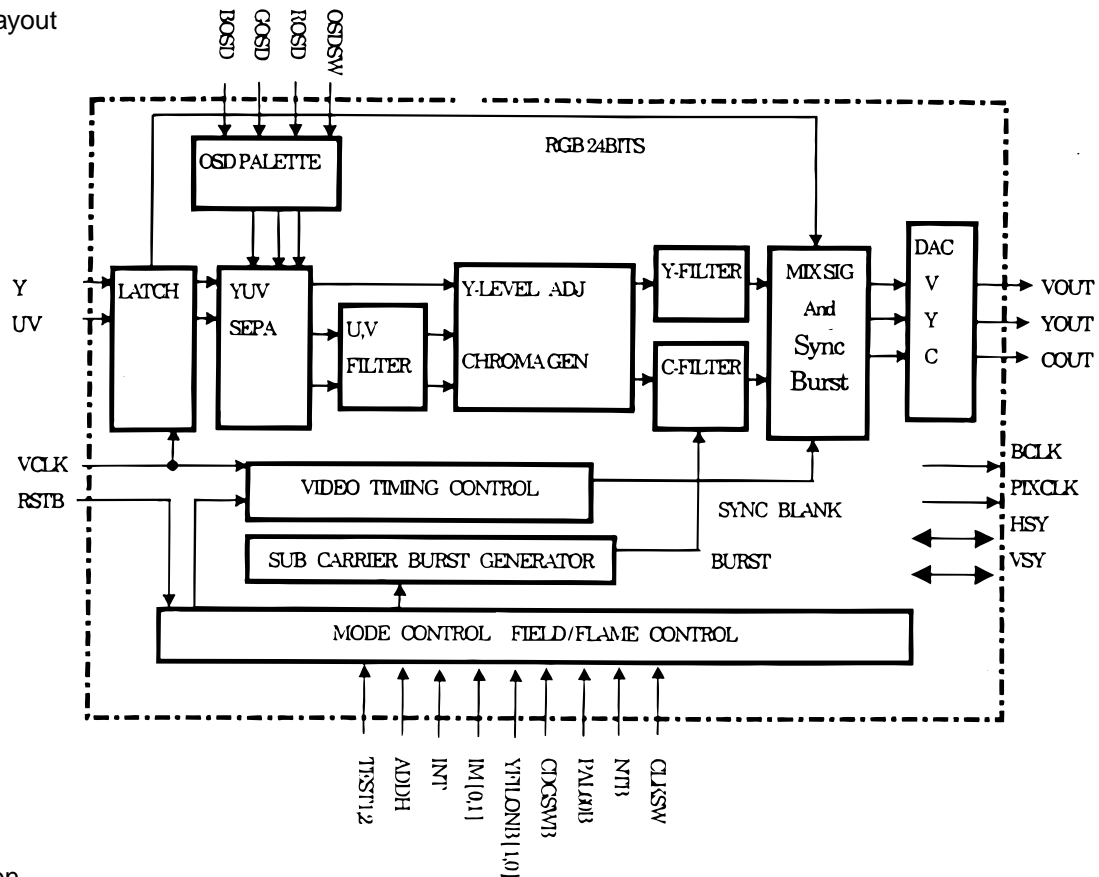 ayout
BOSD
GOSD
ROSD
OSDSW
OSD PALETTE
RGB 24BITS
Y
UV
LATCH
YUV
SEPA
U,V
FILTER
Y-LEVEL ADJ
CHROMA GEN
Y-FILTER
C-FILTER
MIXSIG
And
Sync
Burst
DAC
V
Y
C
VOUT
YOUT
COUT
VCLK
RSTB
VIDEO TIMING CONTROL
SYNC BLANK
SUB CARRIER BURST GENERATOR
BURST
BCLK
PIXCLK
HSY
VSY
MODE CONTROL FIELD/FLAME CONTROL
TEST1,2
ADDH
INT
IM[0,1]
YFILONB[1,0]
CDGSWB
PAL60B
NTB
CLKSW
on